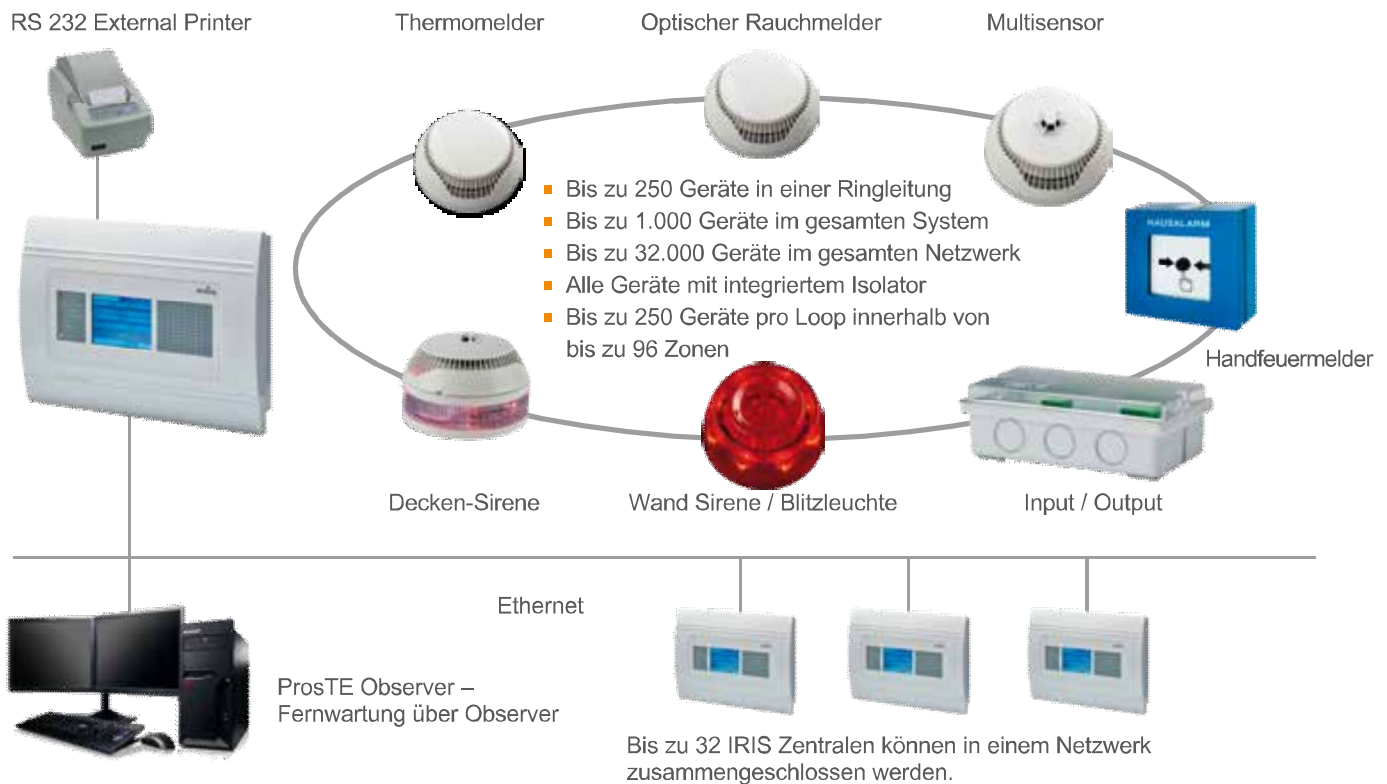 RS 232 External Printer
Thermomelder
Optischer Rauchmelder
Multisensor
Bis zu 250 Geräte in einer Ringleitung
Bis zu 1.000 Geräte im gesamten System
Bis zu 32.000 Geräte im gesamten Netzwerk
Alle Geräte mit integriertem Isolator
Bis zu 250 Geräte pro Loop innerhalb von
bis zu 96 Zonen
HAUSALARM
Handfeuermelder
Decken-Sirene
Wand Sirene / Blitzleuchte
Input / Output
Ethernet
ProsTE Observer –
Fernwartung über Observer
Bis zu 32 IRIS Zentralen können in einem Netzwerk
zusammengeschlossen werden.